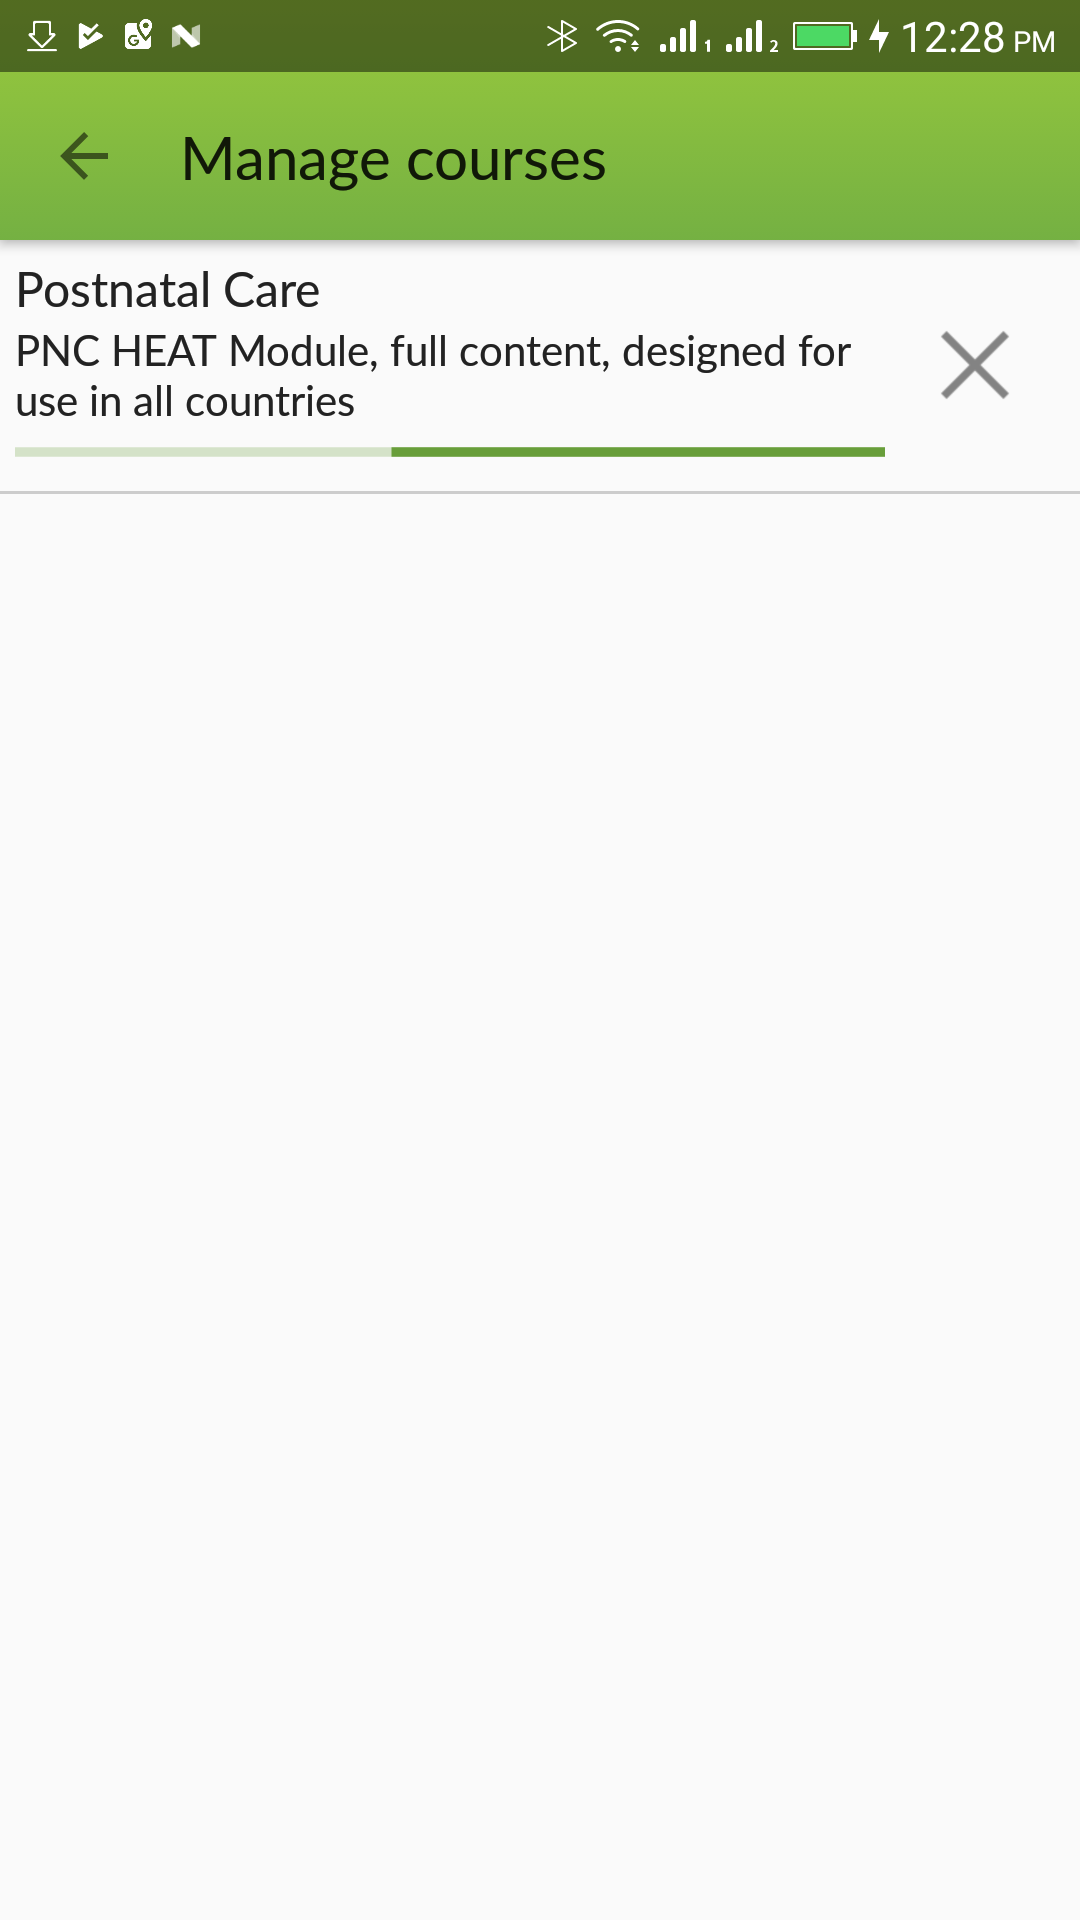 1 2 12:28 PM
Manage courses
Postnatal Care
PNC HEAT Module, full content, designed for
use in all countries